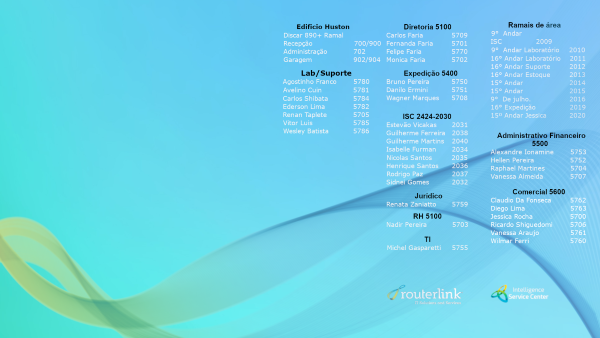 Edifício Huston
Discar 890+ Ramal
Recepção 700/900
Administração 702
Garagem 902/904
Lab/Suporte
Agostinho Franco 5780
Avelino Cuin 5781
Carlos Shibata 5784
Ederson Lima 5782
Renan Tapieta 5705
Vitor Luis 5785
Wesley Batista 5786
Diretoria 5100
Carlos Faria 5709
Fernanda Faria 5701
Felipe Faria 5770
Monica Faria 5702
Expedição 5400
Bruno Pereira 5750
Danilo Ermini 5751
Wagner Marques 5708
ISC 2424-2030
Estevão Vicakas 2031
Guilherme Ferreira 2038
Guilherme Martins 2040
Isabelle Furman 2034
Nicolas Santos 2035
Henrique Santos 2036
Rodrigo Paz 2037
Sidnei Gomes 2032
Jurídico
Renata Zaniatto 5759
RH 5100
Nadir Pereira 5703
TI
Michel Gasparetti 5755
Ramais de área
9º Andar
ISC 2009
9º Andar Laboratório 2010
16º Andar Laboratório 2011
16º Andar Suporte 2012
16º Andar Estoque 2013
15º Andar 2014
15º Andar 2015
9º De julho 2016
16º Expedição 2019
15º Andar Jessica 2020
Administrativo Financeiro
5500
Alexandre Ionamine 5753
Hellen Pereira 5752
Raphael Martines 5704
Vanessa Almeida 5707
Comercial 5600
Claudio Da Fonseca 5762
Diego Lima 5763
Jessica Rocha 5700
Ricardo Shiguedomi 5706
Vanessa Araujo 5761
Wilmar Ferri 5760
routerlink
Intelligence
Service Center